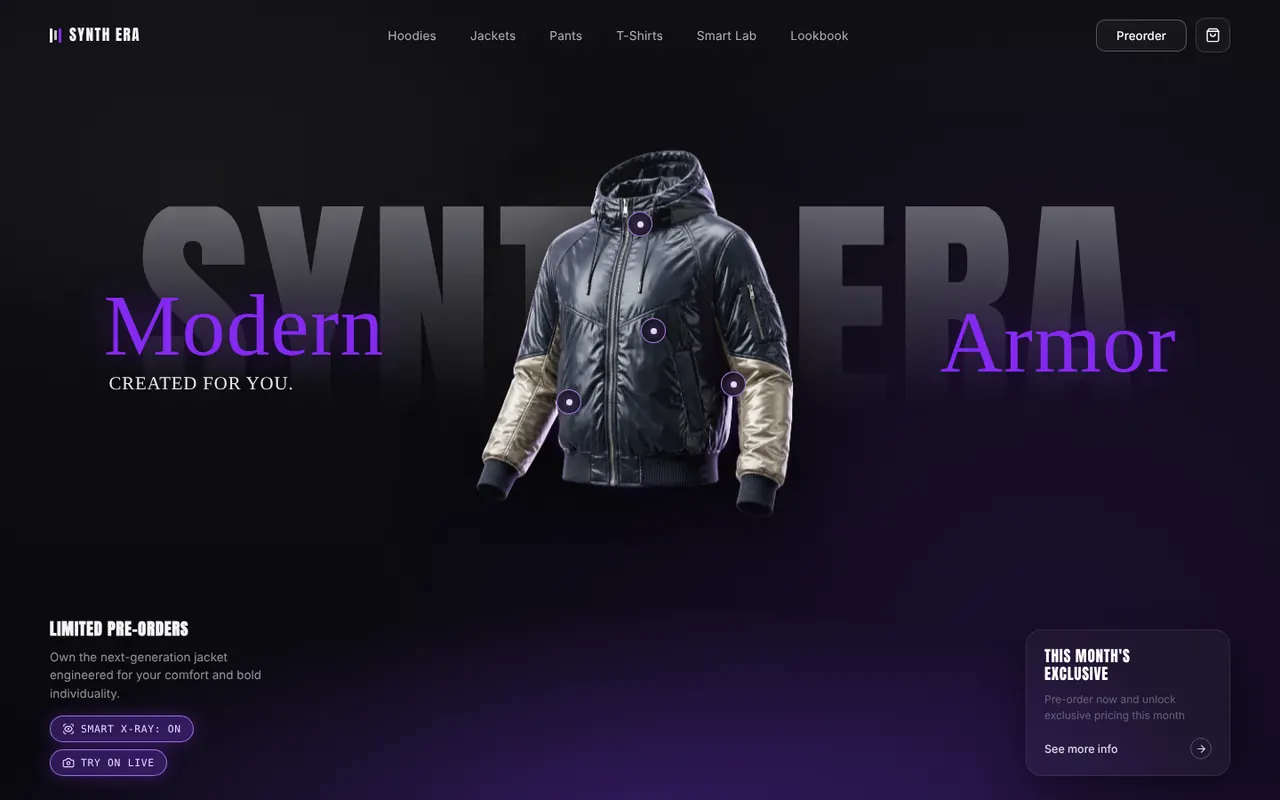 SYNTH ERA
Hoodies
Jackets
Pants
T-Shirts
Smart Lab
Lookbook
Preorder
SYNTH ERA
Modern
Armor
CREATED FOR YOU.
LIMITED PRE-ORDERS
Own the next-generation jacket
engineered for your comfort and bold
individuality.
SMART X-RAY: ON
TRY ON LIVE
THIS MONTH'S
EXCLUSIVE
Pre-order now and unlock
exclusive pricing this month
See more info